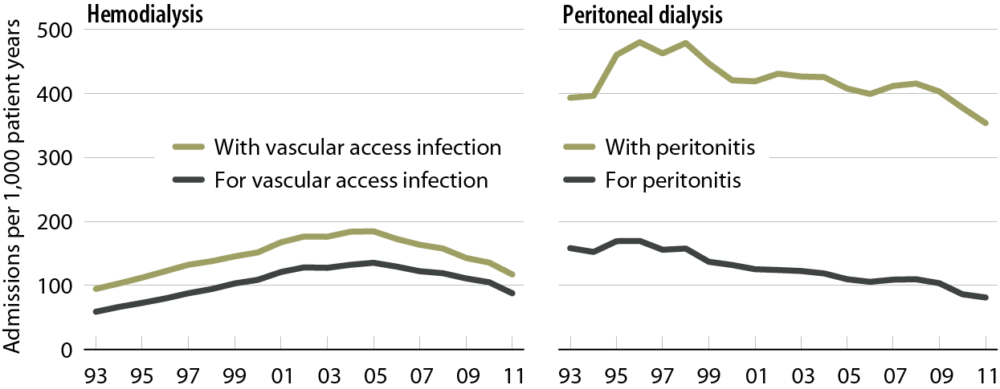 Hemodialysis
Peritoneal dialysis
Admissions per 1,000 patient years
500
400
300
200
100
0
With vascular access infection
For vascular access infection
With peritonitis
For peritonitis
93 95 97 99 01 03 05 07 09 11
93 95 97 99 01 03 05 07 09 11